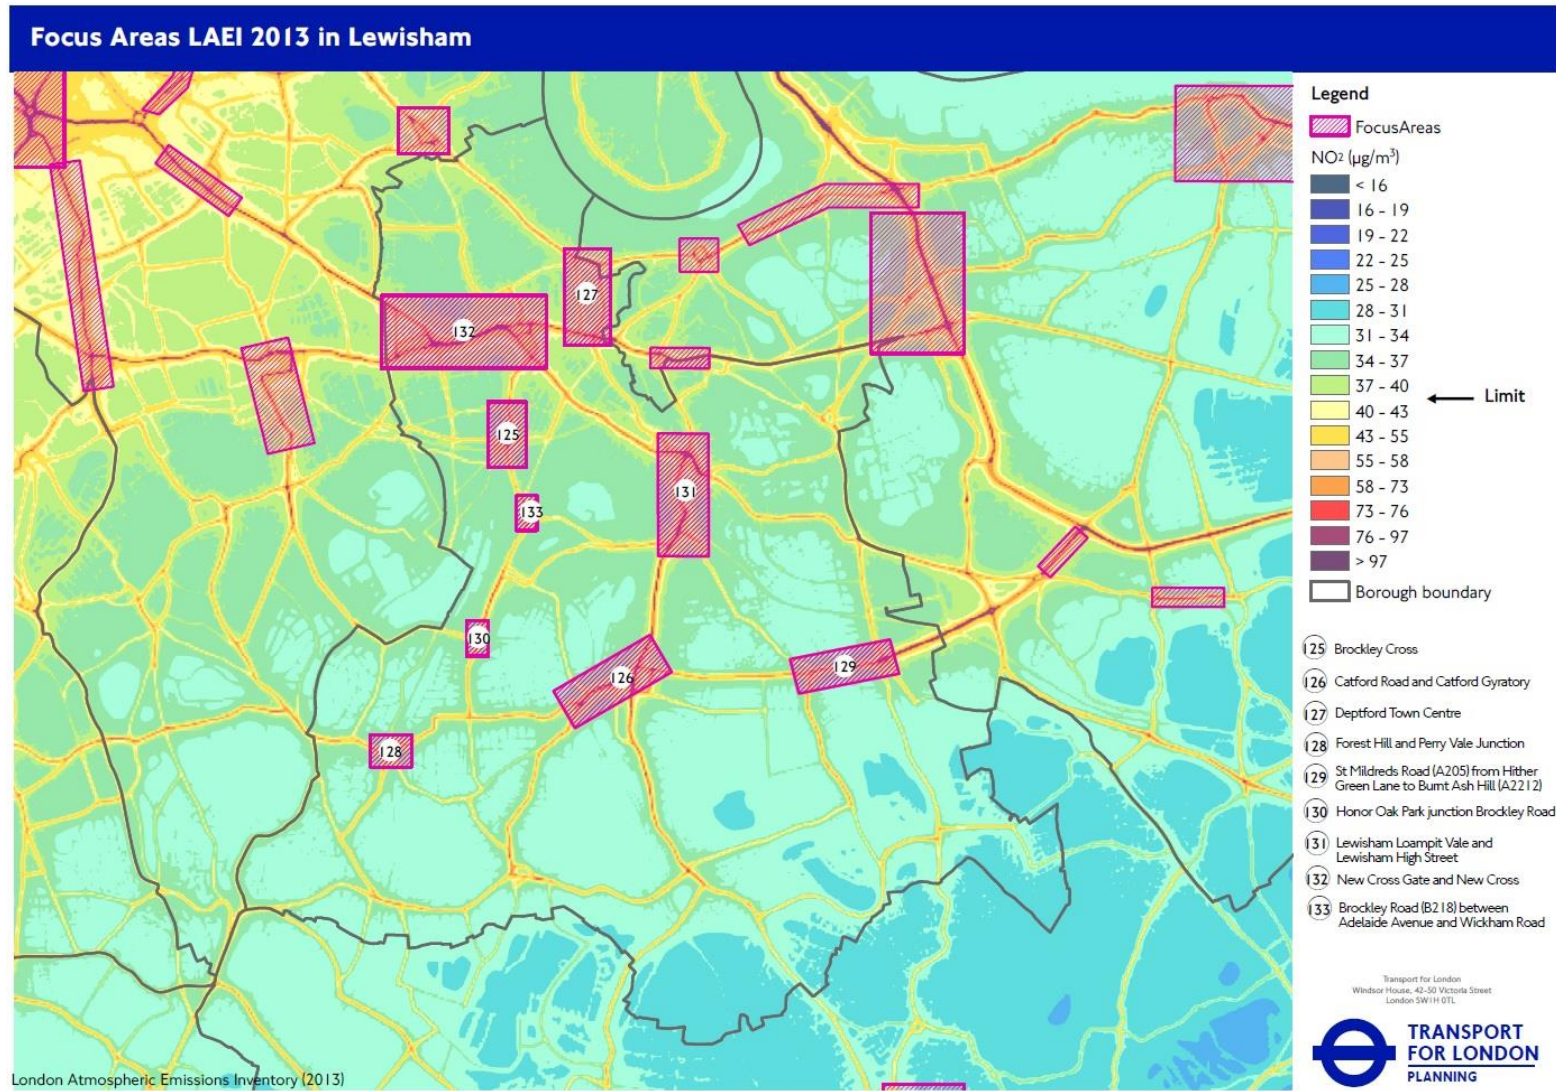 Focus Areas LAEI 2013 in Lewisham
132
127
125
131
133
130
126
129
128
London Atmospheric Emissions Inventory (2013)
Legend
FocusAreas
NO2 (µg/m³)
< 16
16 - 19
19 - 22
22 - 25
25 - 28
28 - 31
31 - 34
34 - 37
37 - 40
Limit
40 - 43
43 - 55
55 - 58
58 - 73
73 - 76
76 - 97
> 97
Borough boundary
125 Brockley Cross
126 Catford Road and Catford Gyratory
127 Deptford Town Centre
128 Forest Hill and Perry Vale Junction
129 St Mildreds Road (A205) from Hither
Green Lane to Burnt Ash Hill (A2212)
130 Honor Oak Park junction Brockley Road
131 Lewisham Loampit Vale and
Lewisham High Street
132 New Cross Gate and New Cross
133 Brockley Road (B218) between
Adelaide Avenue and Wickham Road
Transport for London
Windsor House, 42-50 Victoria Street
London SW1H 0TL
TRANSPORT
FOR LONDON
PLANNING